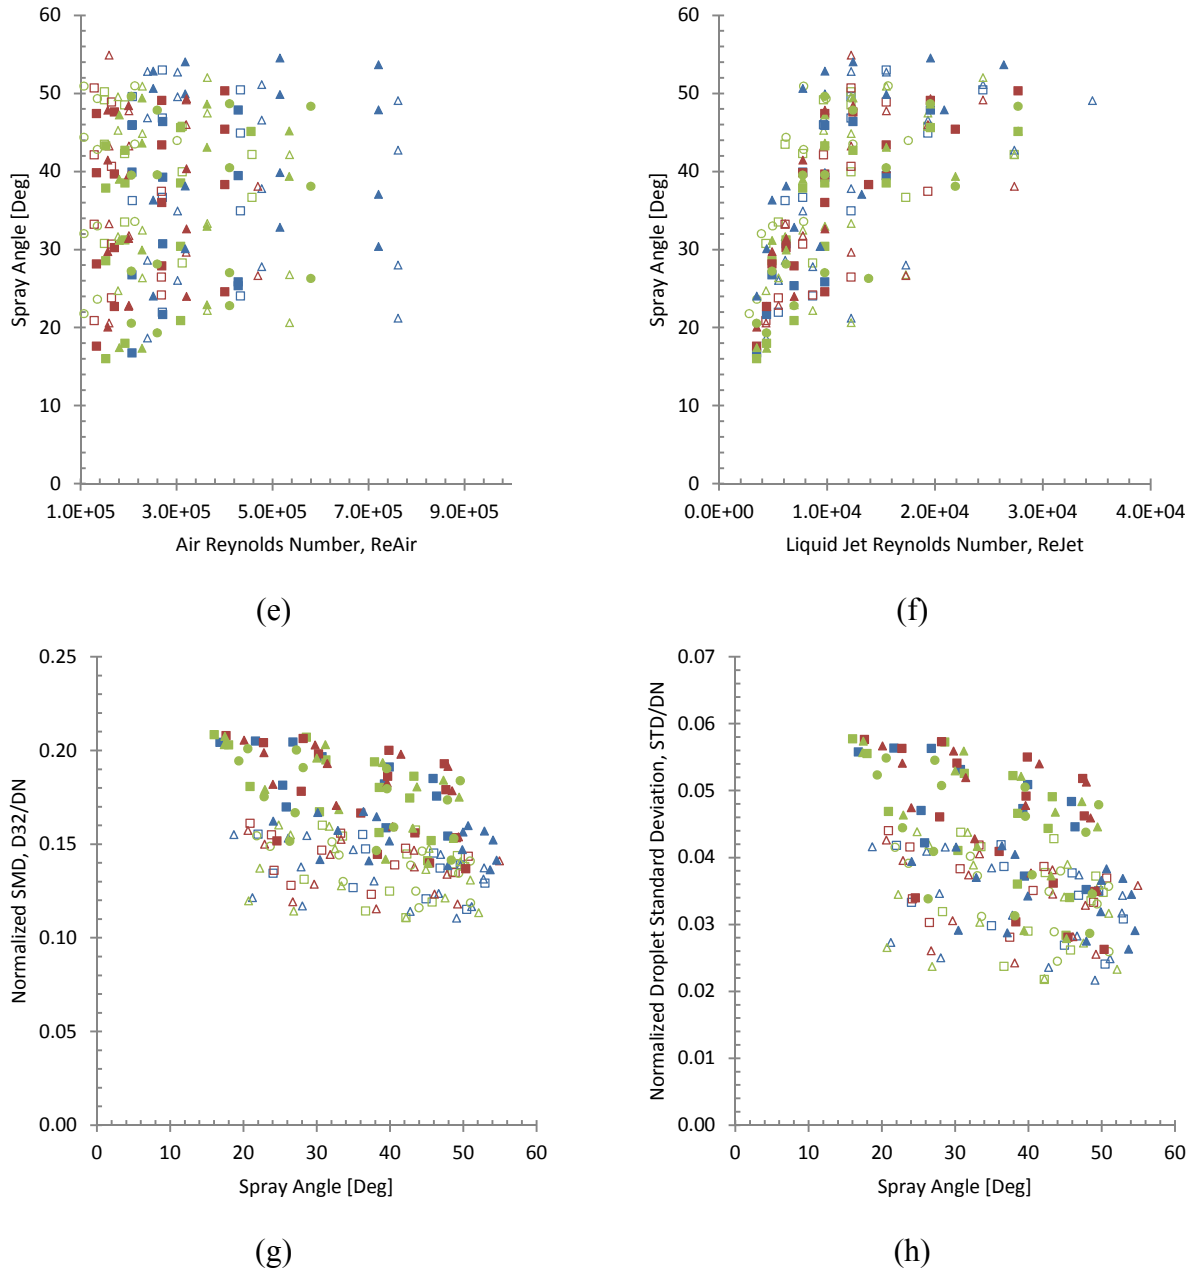 60
50
40
30
20
10
0
Spray Angle [Deg]
1.0E+05 3.0E+05 5.0E+05 7.0E+05 9.0E+05
Air Reynolds Number, ReAir
(e)
60
50
40
30
20
10
0
Spray Angle [Deg]
0.0E+00 1.0E+04 2.0E+04 3.0E+04 4.0E+04
Liquid Jet Reynolds Number, ReJet
(f)
0.25
0.20
0.15
0.10
0.05
0.00
Normalized SMD, D32/DN
0 10 20 30 40 50 60
Spray Angle [Deg]
(g)
0.07
0.06
0.05
0.04
0.03
0.02
0.01
0.00
Normalized Droplet Standard Deviation, STD/DN
0 10 20 30 40 50 60
Spray Angle [Deg]
(h)